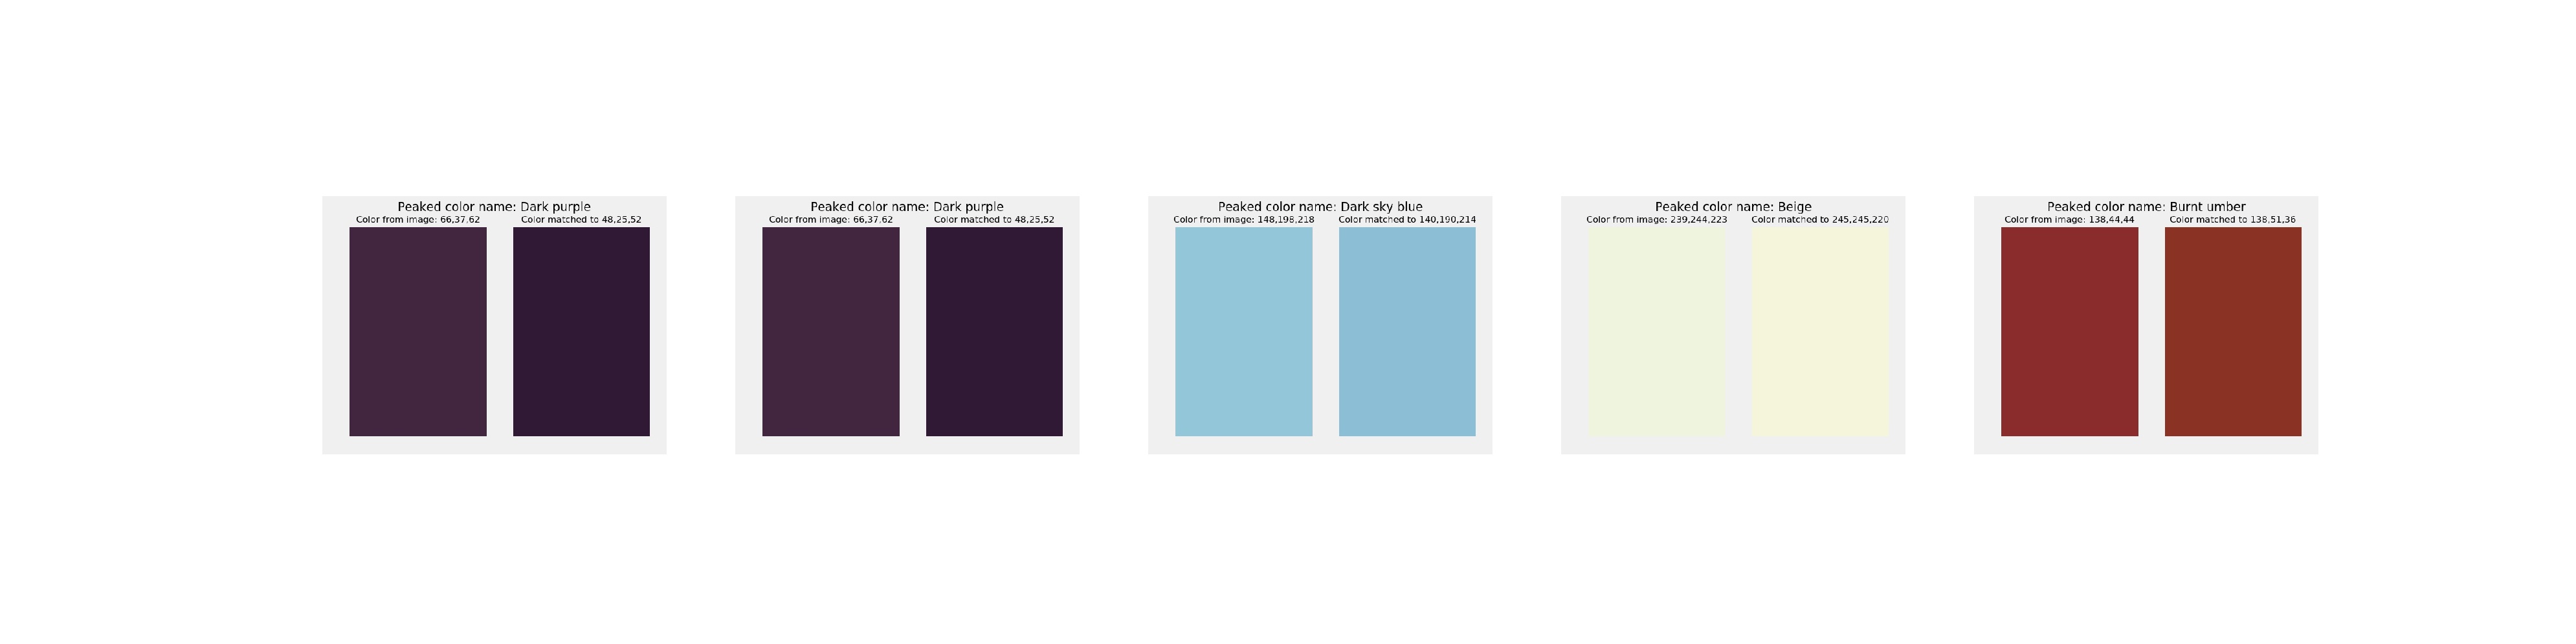 Peaked color name: Dark purple
Color from image: 66,37.62
Color matched to 48,25,52
Peaked color name: Dark purple
Color from image: 66,37.62
Color matched to 48,25,52
Peaked color name: Dark sky blue
Color from image: 148,198,218
Color matched to 140,190,214
Peaked color name: Beige
Color from image: 239,244,223
Color matched to 245,245,220
Peaked color name: Burnt umber
Color from image: 138,44,44
Color matched to 138,51,36